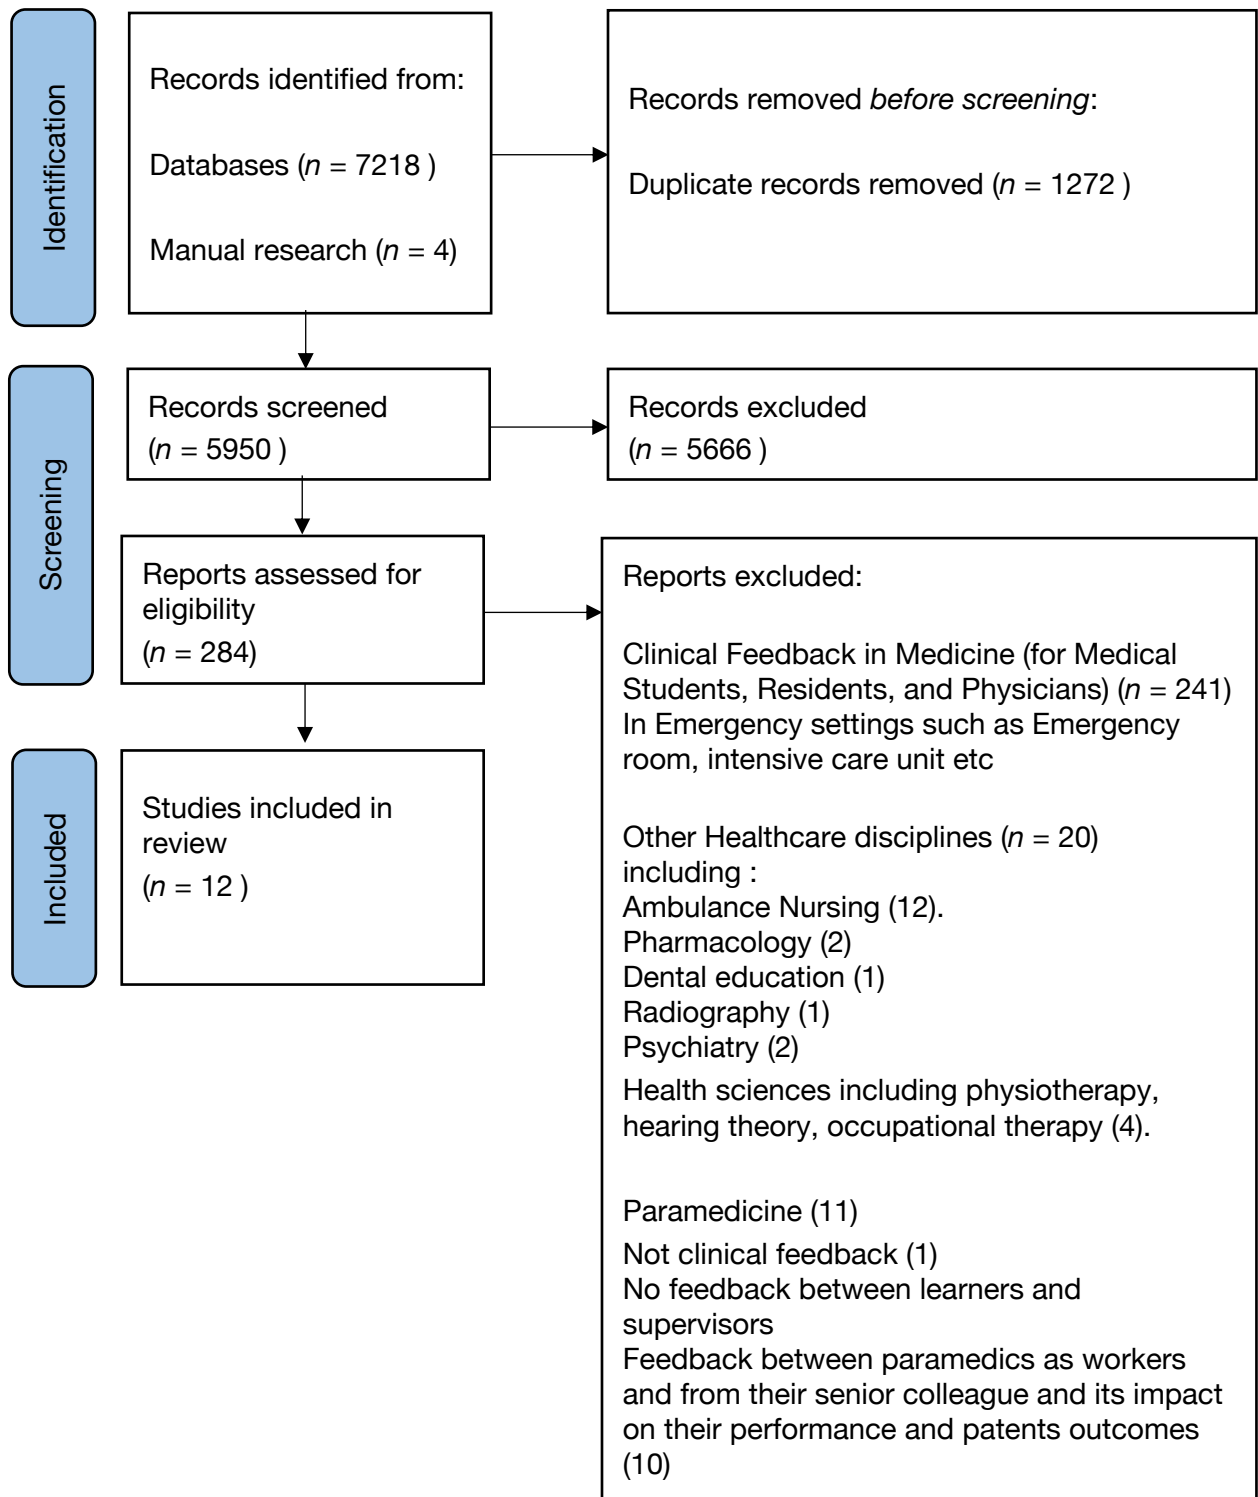 Identification
Records identified from:
Databases (n = 7218 )
Manual research (n = 4)
Records removed before screening:
Duplicate records removed (n = 1272 )
Screening
Records screened
(n = 5950 )
Records excluded
(n = 5666 )
Reports assessed for
eligibility
(n = 284)
Reports excluded:
Clinical Feedback in Medicine (for Medical
Students, Residents, and Physicians) (n = 241)
In Emergency settings such as Emergency
room, intensive care unit etc
Other Healthcare disciplines (n = 20)
including :
Ambulance Nursing (12).
Pharmacology (2)
Dental education (1)
Radiography (1)
Psychiatry (2)
Health sciences including physiotherapy,
hearing theory, occupational therapy (4).
Paramedicine (11)
Not clinical feedback (1)
No feedback between learners and
supervisors
Feedback between paramedics as workers
and from their senior colleague and its impact
on their performance and patents outcomes
(10)
Included
Studies included in
review
(n = 12 )